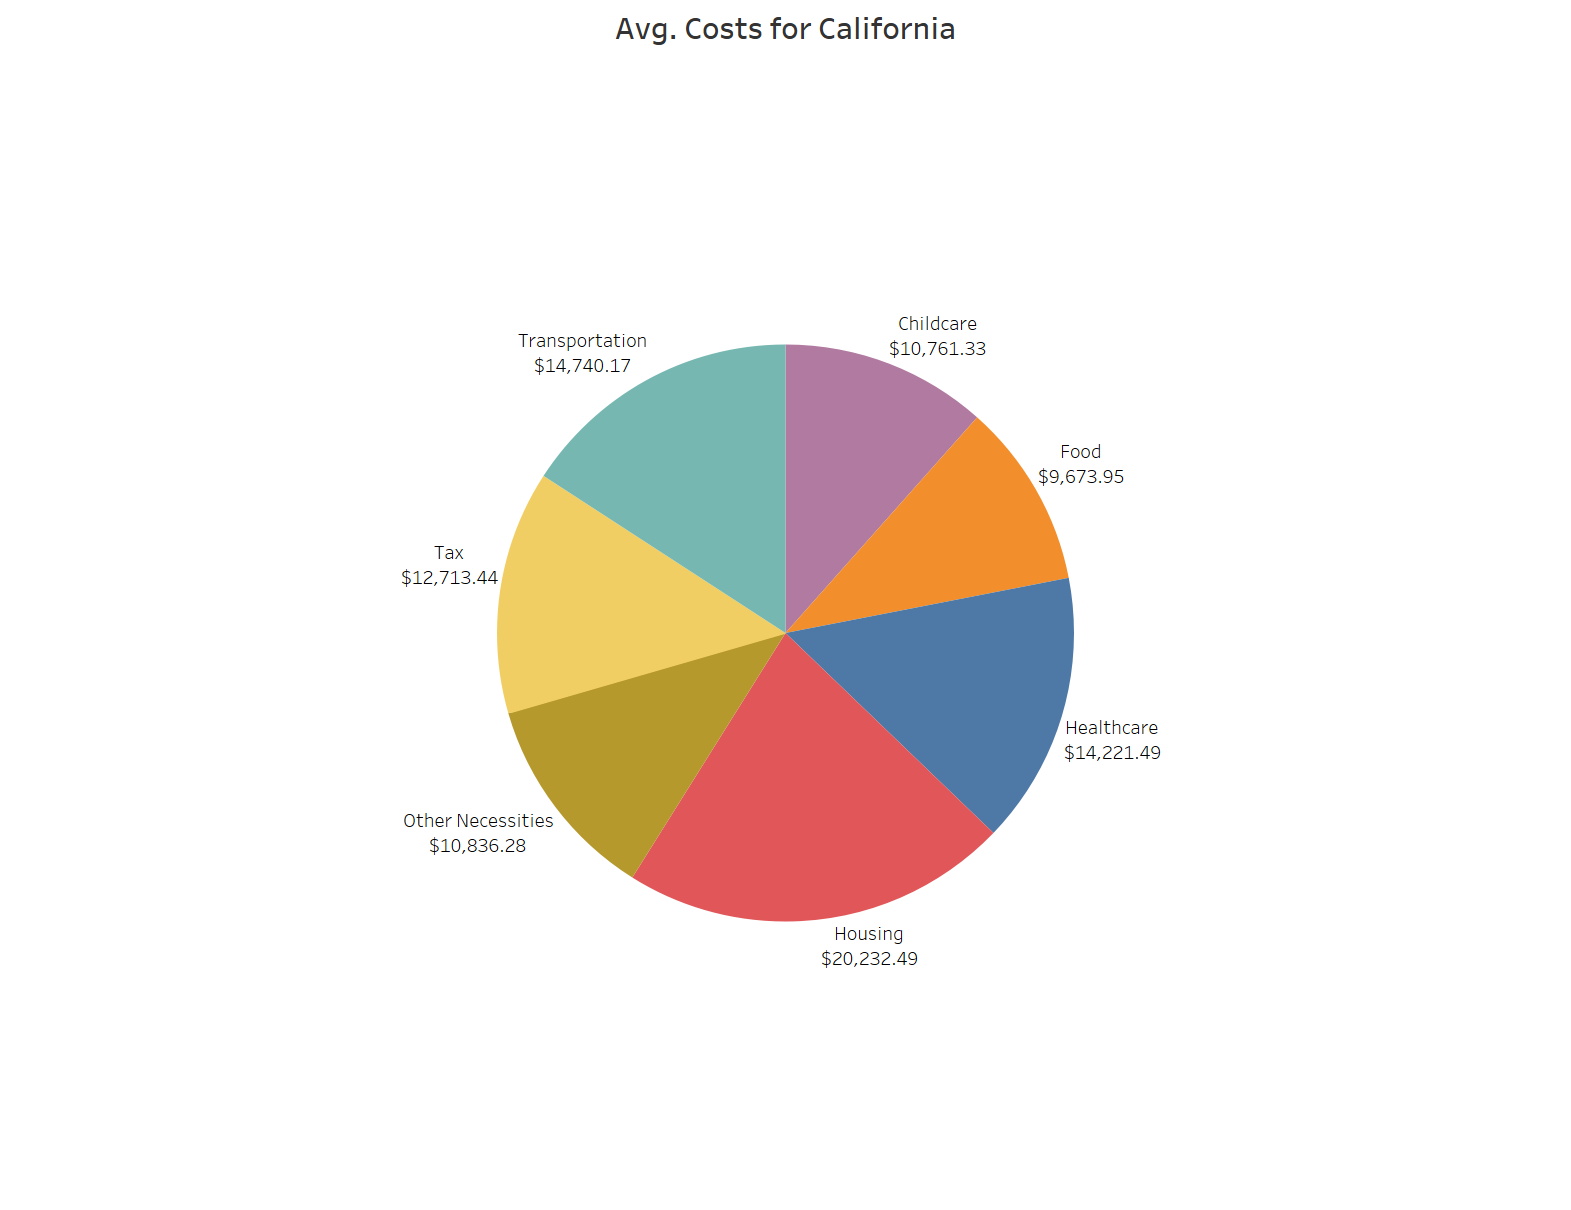 Avg. Costs for California
Childcare
$10,761.33
Transportation
$14,740.17
Food
$9,673.95
Tax
$12,713.44
Healthcare
$14,221.49
Other Necessities
$10,836.28
Housing
$20,232.49